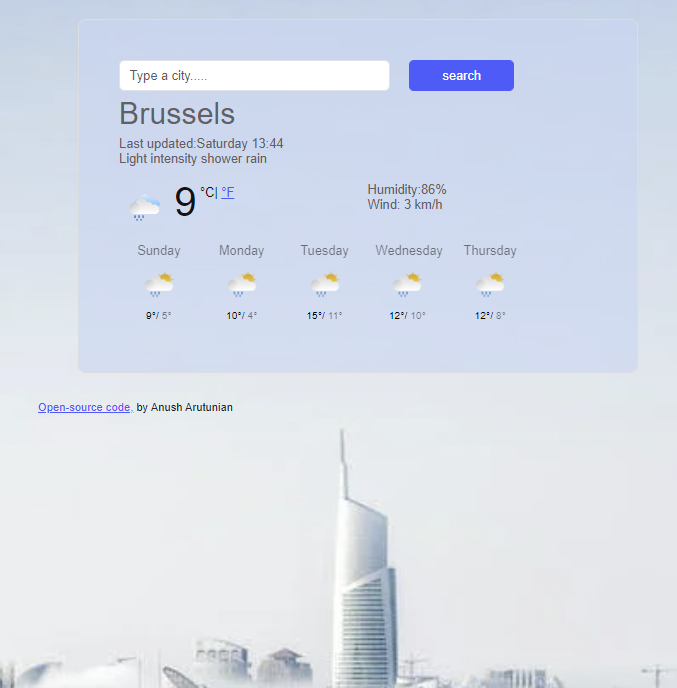 Type a city.....
search
Brussels
Last updated:Saturday 13:44
Light intensity shower rain
9 °C| °F
Humidity:86%
Wind: 3 km/h
Sunday Monday Tuesday Wednesday Thursday
9°/ 5° 10°/ 4° 15°/ 11° 12°/ 10° 12°/ 8°
Open-source code, by Anush Arutunian